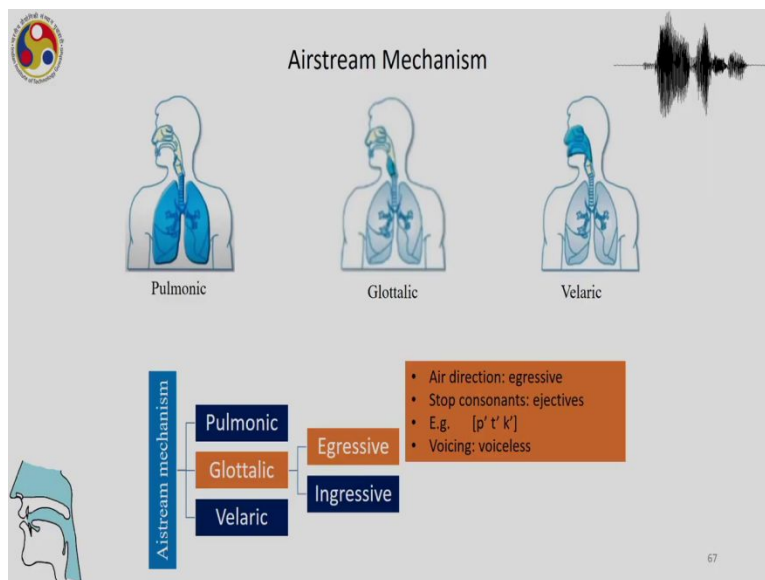 Airstream Mechanism
Pulmonic
Glottalic
Velaric
Aistream mechanism
Pulmonic
Glottalic
Velaric
Egressive
Ingressive
• Air direction: egressive
• Stop consonants: ejectives
• E.g. [p' t' k']
• Voicing: voiceless
67